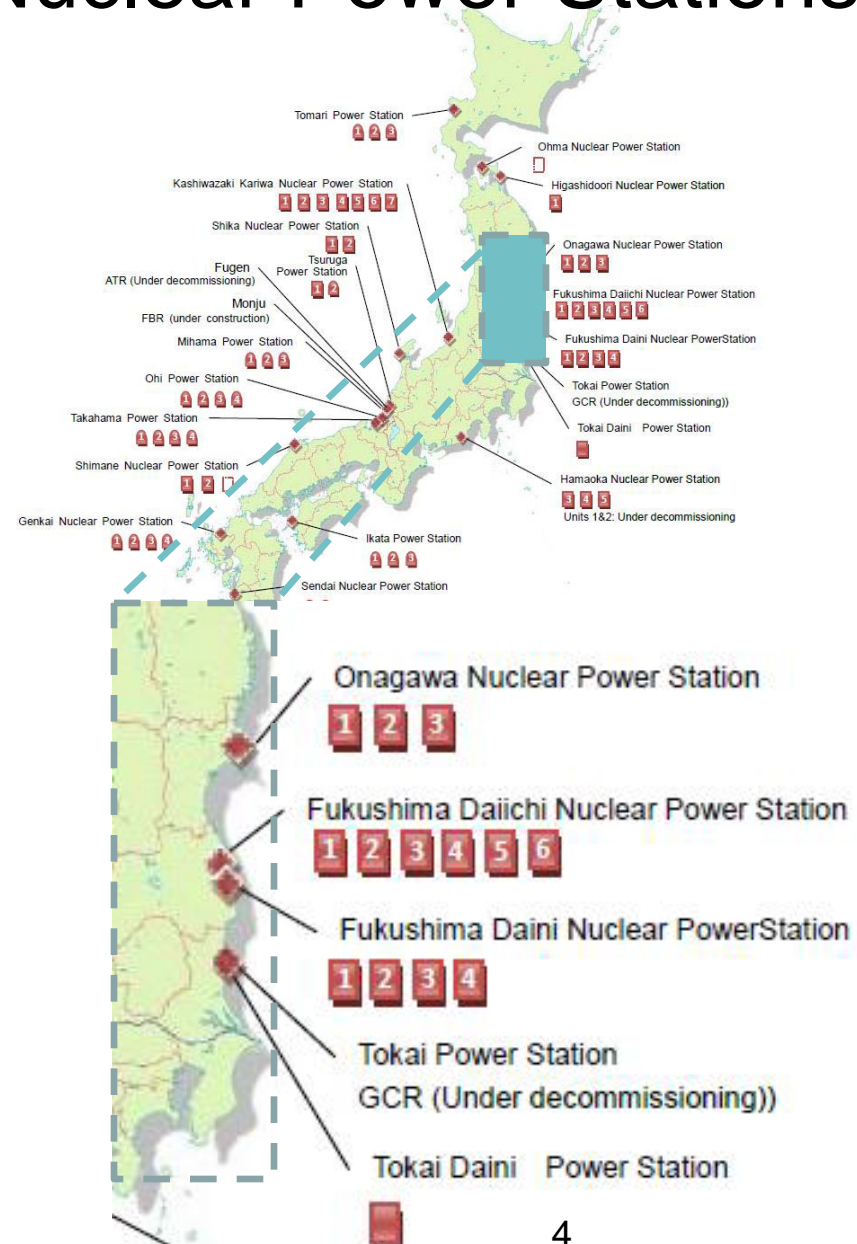 Nuclear Power Stations
Tomari Power Station
1 2 3
Ohma Nuclear Power Station
Higashidoori Nuclear Power Station
1
Kashiwazaki Kariwa Nuclear Power Station
1 2 3 4 5 6 7
Shika Nuclear Power Station
1 2
Tsuruga
Power Station
1 2
Fugen
ATR (Under decommissioning)
Monju
FBR (under construction)
Mihama Power Station
1 2 3
Ohi Power Station
1 2 3 4
Takahama Power Station
1 2 3 4
Shimane Nuclear Power Station
1 2
Genkai Nuclear Power Station
1 2 3 4
Onagawa Nuclear Power Station
1 2 3
Fukushima Daiichi Nuclear Power Station
1 2 3 4 5 6
Fukushima Daini Nuclear PowerStation
1 2 3 4
Tokai Power Station
GCR (Under decommissioning))
Tokai Daini Power Station
Hamaoka Nuclear Power Station
3 4 5
Units 1&2: Under decommissioning
Ikata Power Station
1 2 3
Sendai Nuclear Power Station
Onagawa Nuclear Power Station
1 2 3
Fukushima Daiichi Nuclear Power Station
1 2 3 4 5 6
Fukushima Daini Nuclear PowerStation
1 2 3 4
Tokai Power Station
GCR (Under decommissioning))
Tokai Daini Power Station
4